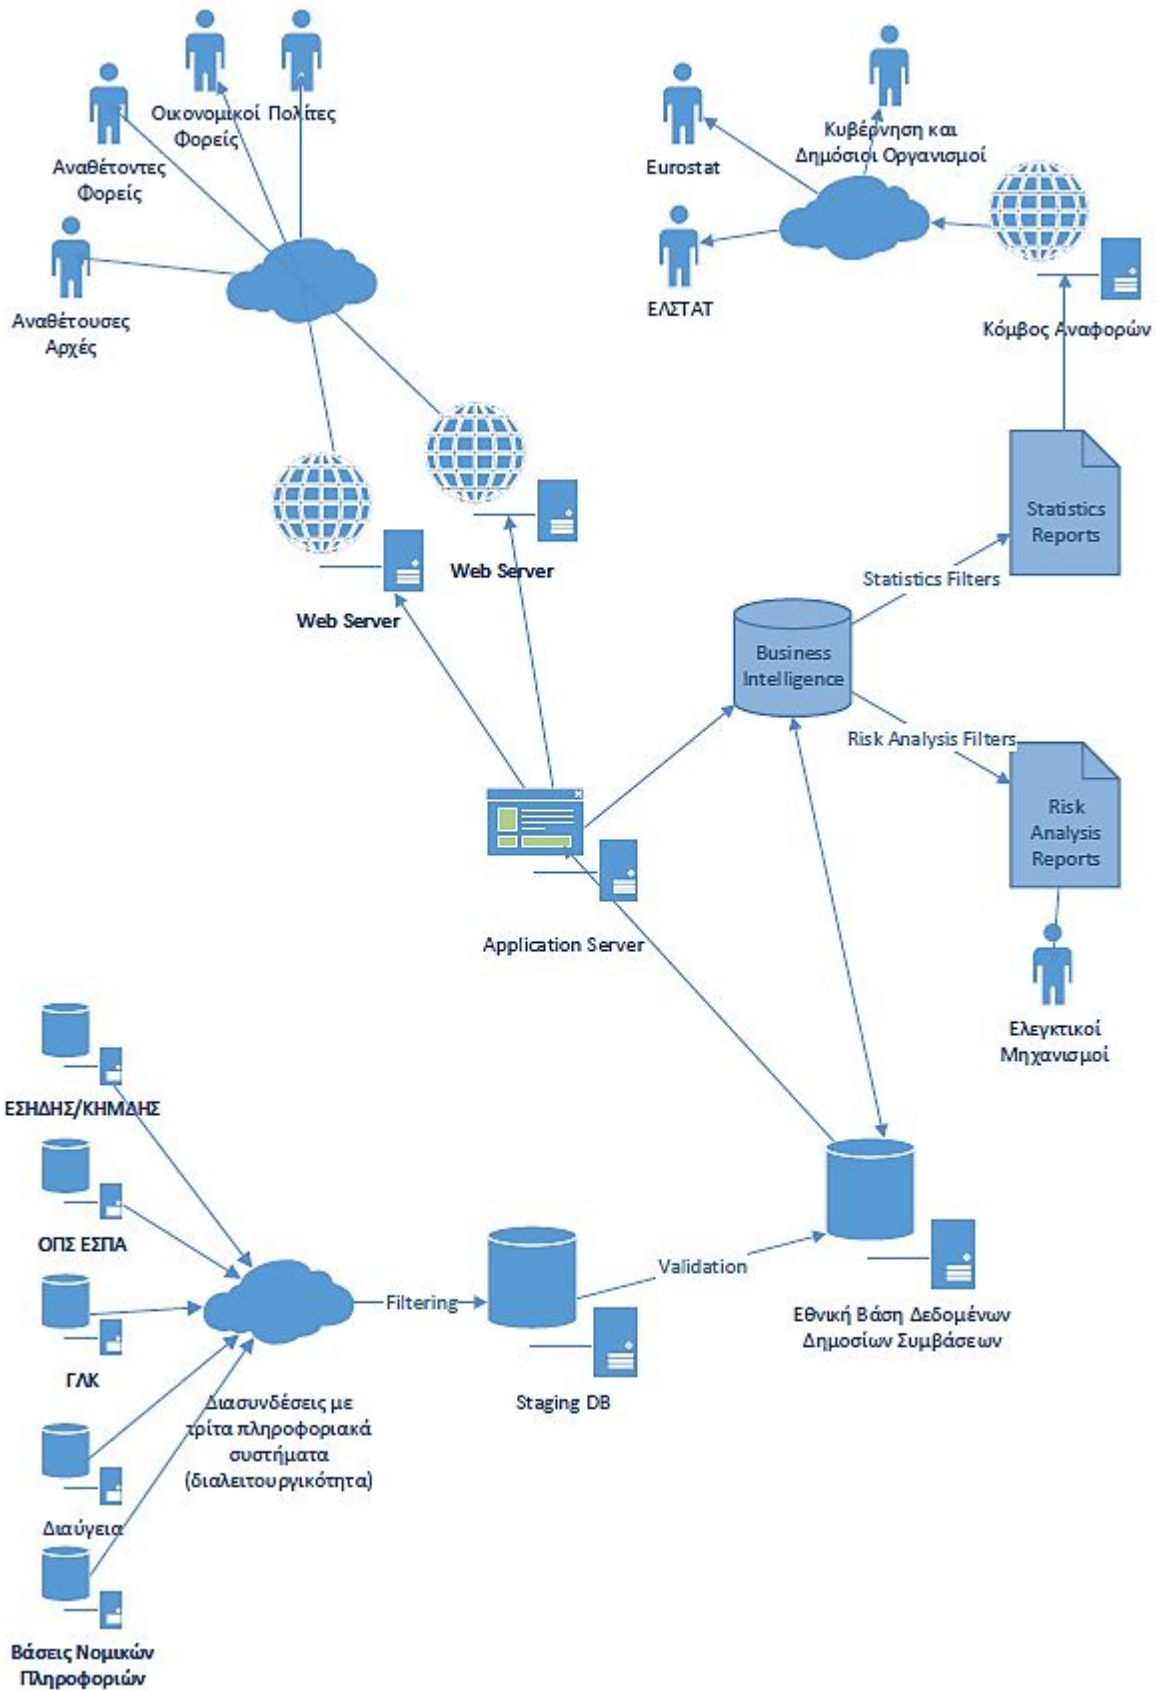 Οικονομικοί
Φορείς
Πολίτες
Αναθέτοντες
Φορείς
Αναθέτουσες
Αρχές
Eurostat
Κυβέρνηση και
Δημόσιοι Οργανισμοί
ΕΛΣΤΑΤ
Κόμβος Αναφορών
Web Server
Web Server
Statistics
Reports
Statistics Filters
Business
Intelligence
Risk Analysis Filters
Risk
Analysis
Reports
Application Server
Ελεγκτικοί
Μηχανισμοί
ΕΣΗΔΗΣ/ΚΗΜΔΗΣ
ΟΠΣ ΕΣΠΑ
ΓΛΚ
Διαύγεια
Βάσεις Νομικών
Πληροφοριών
Διασυνδέσεις με
τρίτα πληροφοριακά
συστήματα
(διαλειτουργικότητα)
Filtering
Staging DB
Validation
Εθνική Βάση Δεδομένων
Δημοσίων Συμβάσεων